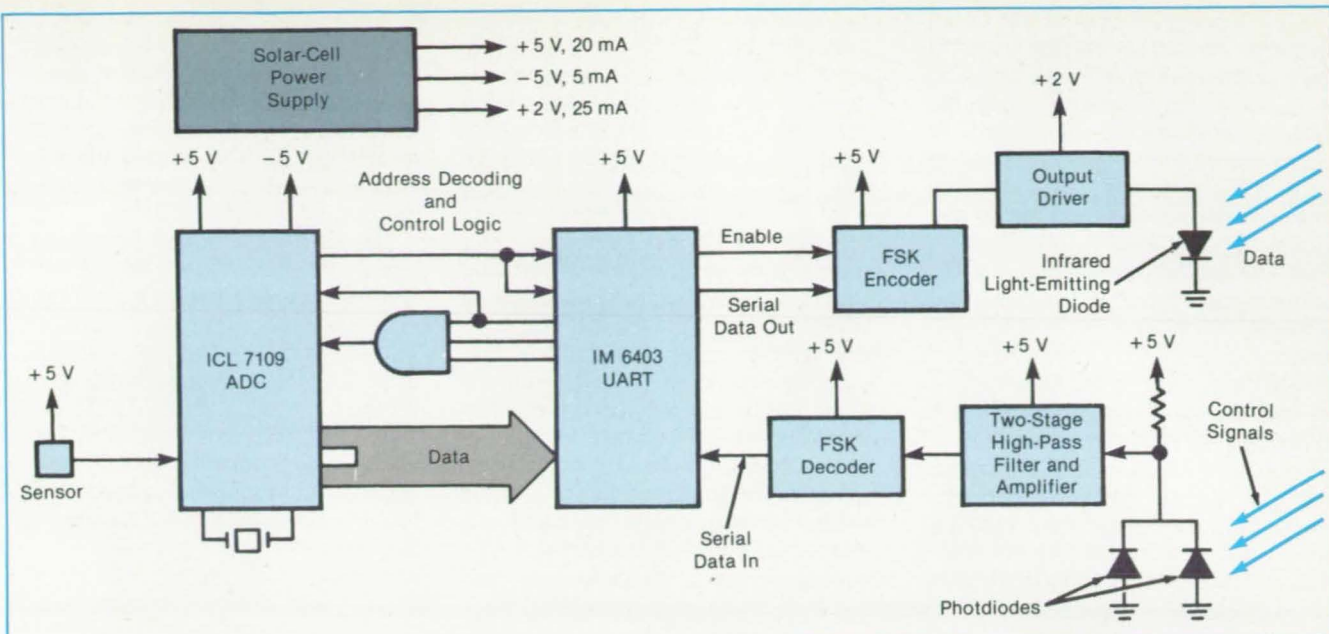 Solar-Cell
Power
Supply
+5 V, 20 mA
−5 V, 5 mA
+2 V, 25 mA
+5 V
−5 V
Address Decoding
and
Control Logic
+5 V
+5 V
+2 V
Output
Driver
Enable
FSK
Encoder
Serial
Data Out
Infrared
Light-Emitting
Diode
Data
ICL 7109
ADC
IM 6403
UART
+5 V
Sensor
Data
+5 V
FSK
Decoder
Serial
Data In
+5 V
Two-Stage
High-Pass
Filter and
Amplifier
+5 V
Control
Signals
Photdiodes